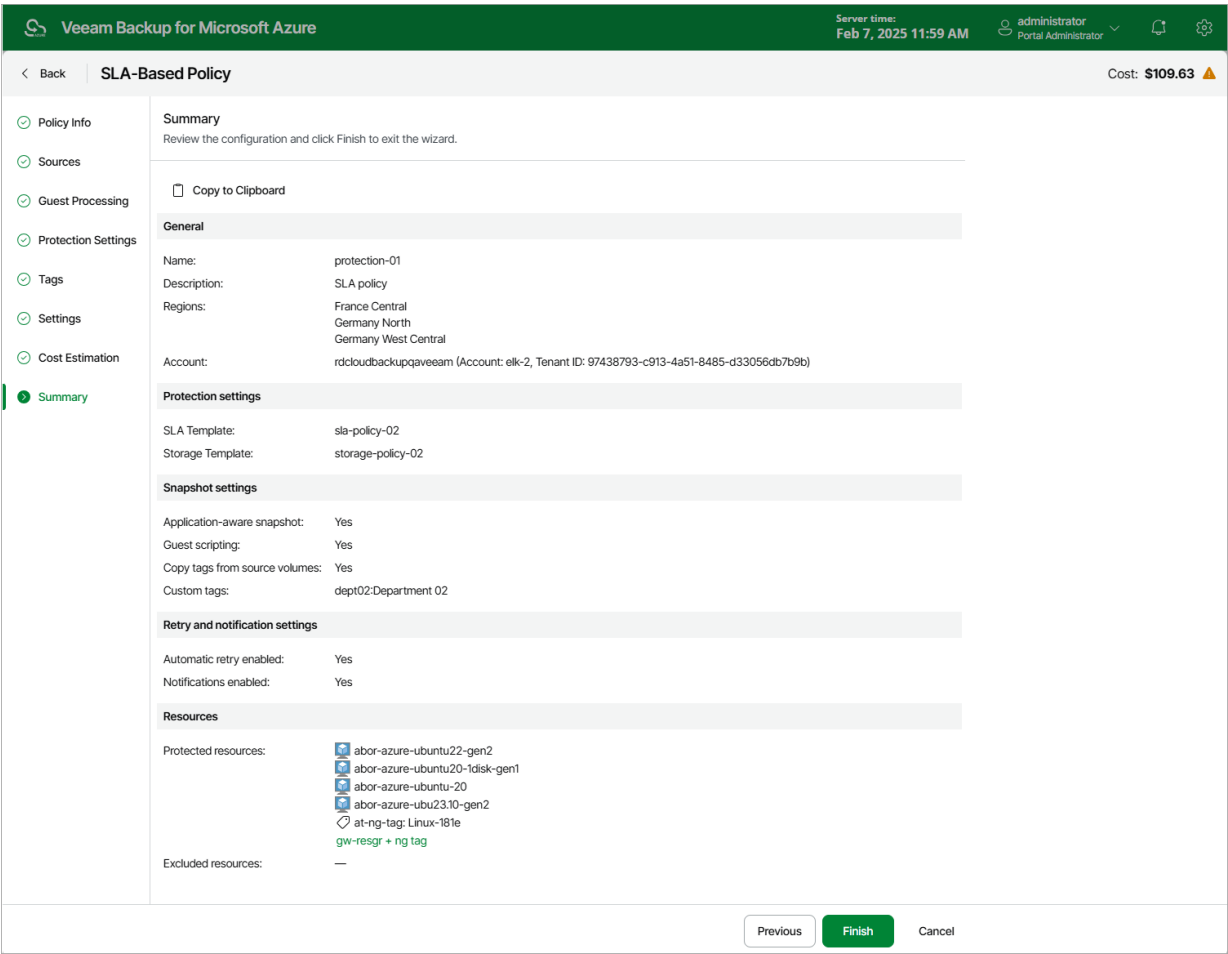 Veeam Backup for Microsoft Azure
Server time:
Feb 7, 2025 11:59 AM
administrator
Portal Administrator
Back
SLA-Based Policy
Cost: $109.63
Policy Info
Sources
Guest Processing
Protection Settings
Tags
Settings
Cost Estimation
Summary
Summary
Review the configuration and click Finish to exit the wizard.
Copy to Clipboard
General
Name: protection-01
Description: SLA policy
Regions: France Central
Germany North
Germany West Central
Account: rdcloudbackupqaveeam (Account: elk-2, Tenant ID: 97438793-c913-4a51-8485-d33056db7b9b)
Protection settings
SLA Template: sla-policy-02
Storage Template: storage-policy-02
Snapshot settings
Application-aware snapshot: Yes
Guest scripting: Yes
Copy tags from source volumes: Yes
Custom tags: dept02:Department 02
Retry and notification settings
Automatic retry enabled: Yes
Notifications enabled: Yes
Resources
Protected resources: abor-azure-ubuntu22-gen2
abor-azure-ubuntu20-1disk-gen1
abor-azure-ubuntu-20
abor-azure-ubu23.10-gen2
at-ng-tag: Linux-181e
gw-resgr + ng tag
Excluded resources: —
Previous
Finish
Cancel